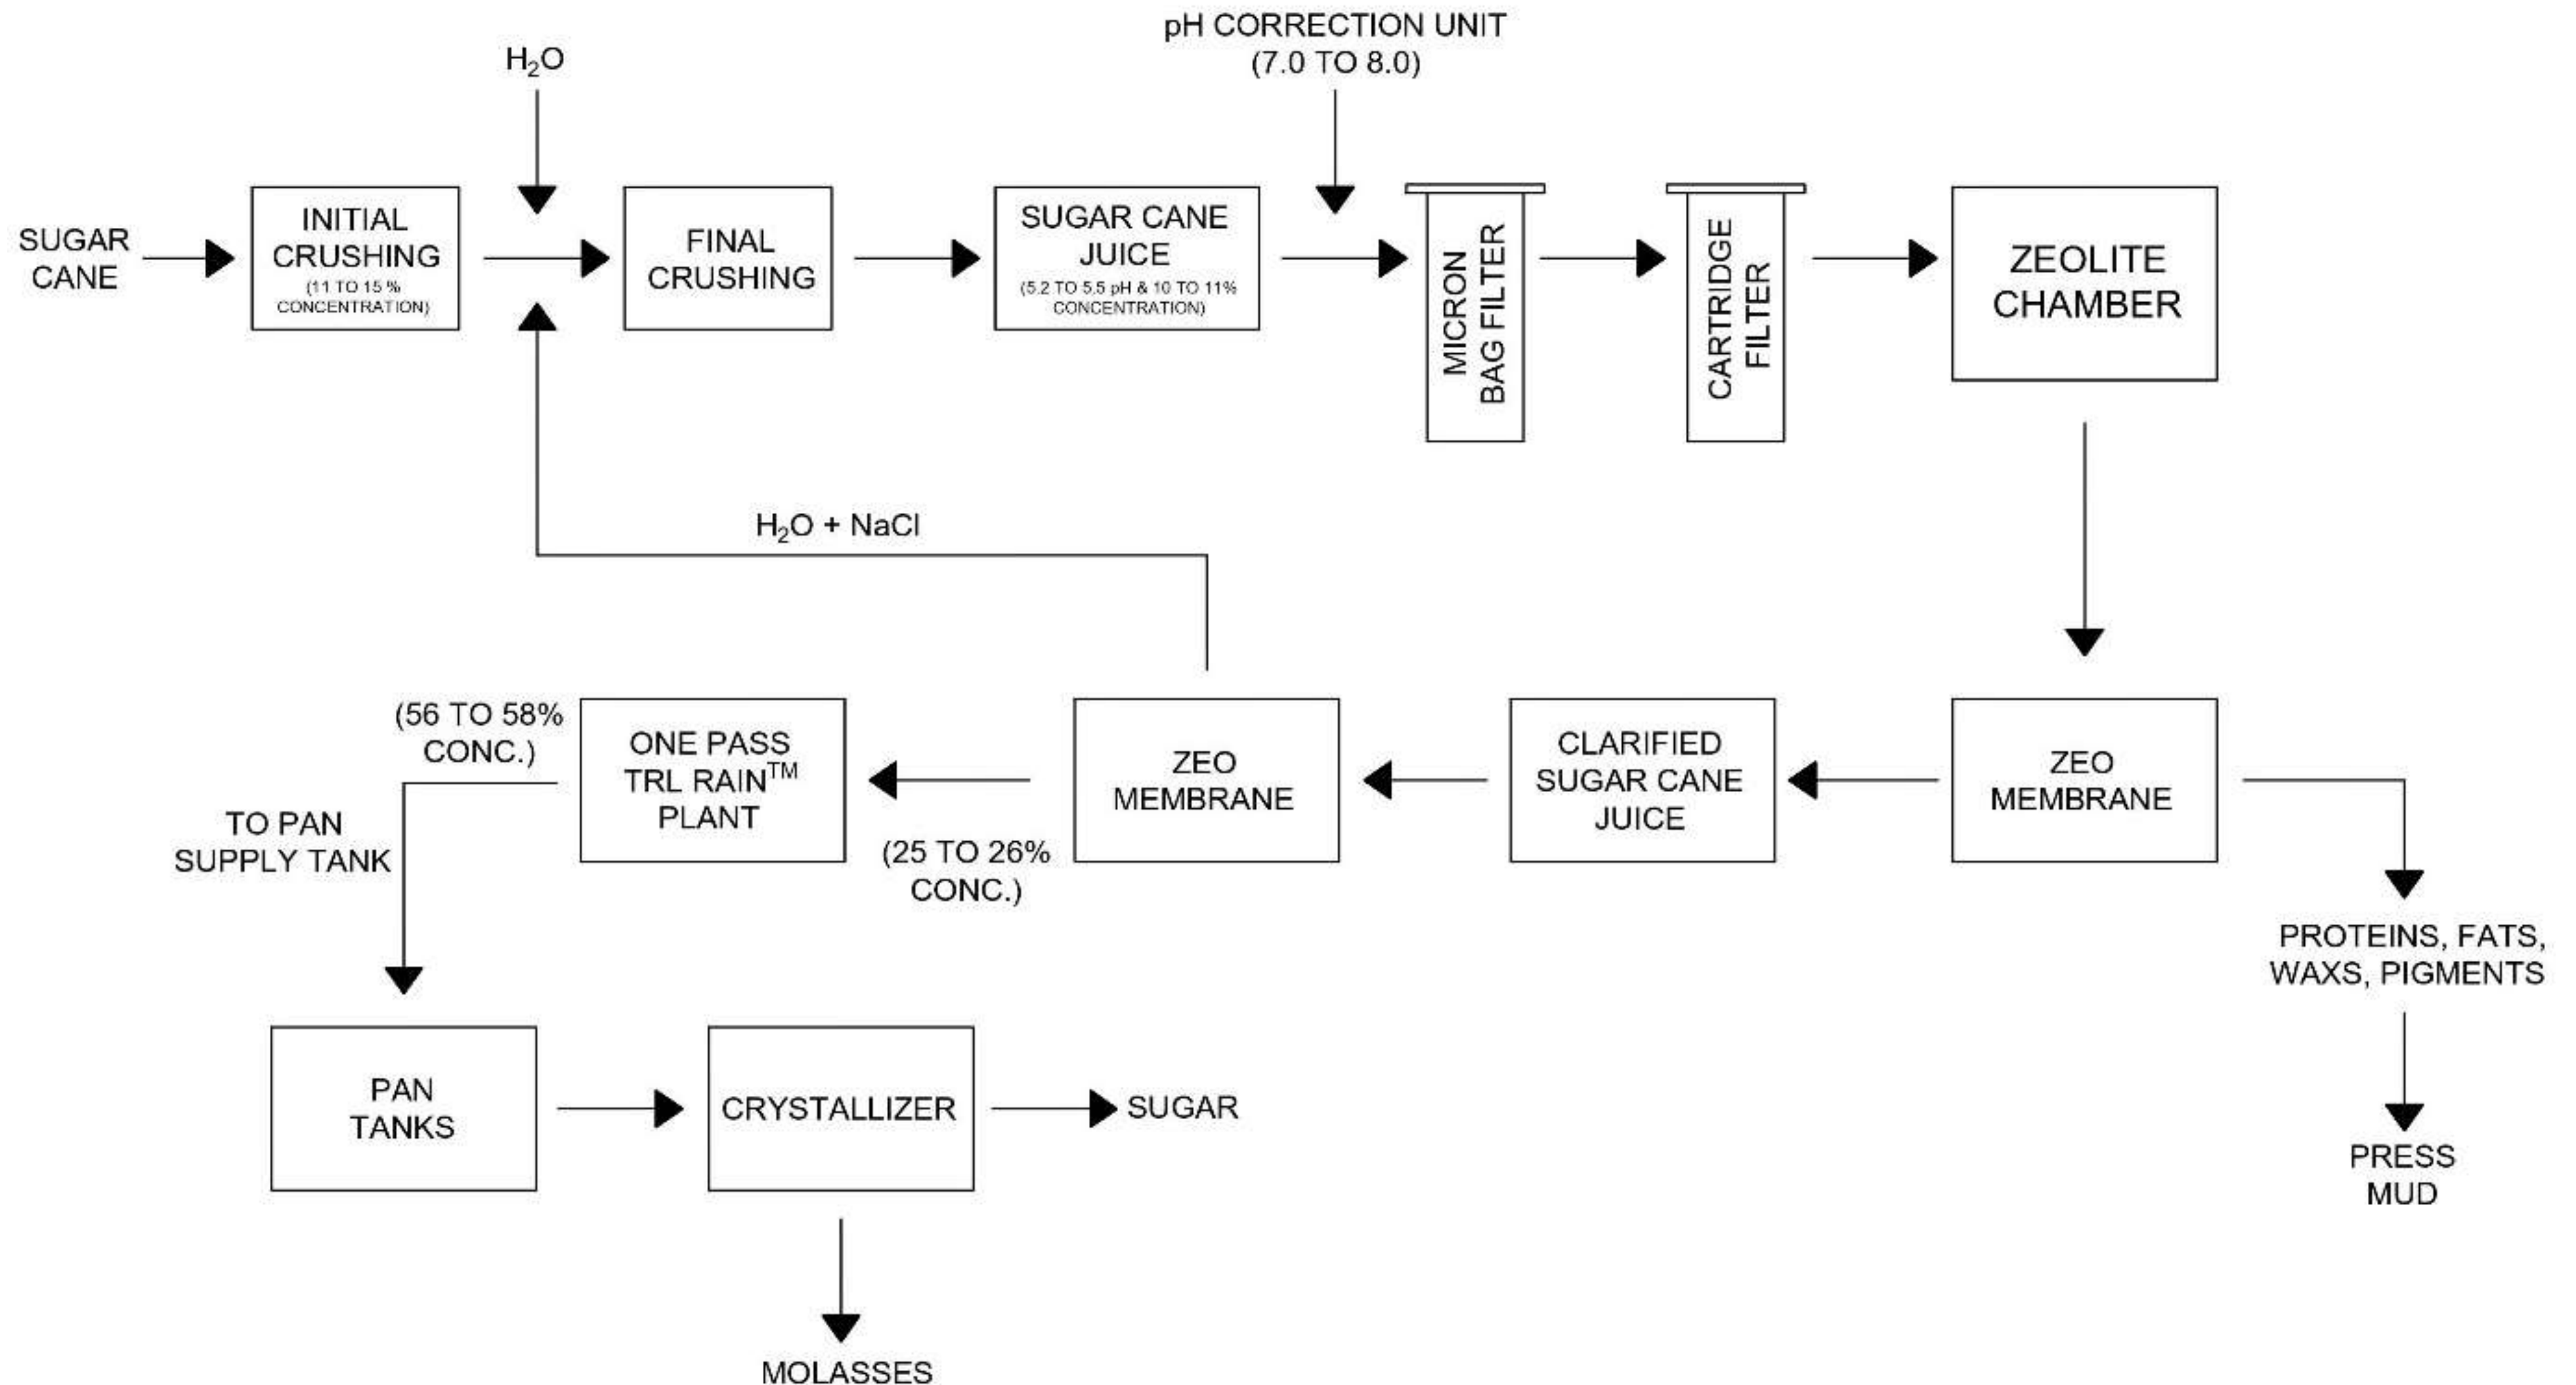 pH CORRECTION UNIT
(7.0 TO 8.0)
H₂O
SUGAR
CANE
INITIAL
CRUSHING
(11 TO 15 %
CONCENTRATION)
FINAL
CRUSHING
SUGAR CANE
JUICE
(5.2 TO 5.5 pH & 10 TO 11%
CONCENTRATION)
MICRON
BAG FILTER
CARTRIDGE
FILTER
ZEOLITE
CHAMBER
H₂O + NaCl
(56 TO 58%
CONC.)
TO PAN
SUPPLY TANK
ONE PASS
TRL RAIN™
PLANT
(25 TO 26%
CONC.)
ZEO
MEMBRANE
CLARIFIED
SUGAR CANE
JUICE
ZEO
MEMBRANE
PROTEINS, FATS,
WAXS, PIGMENTS
PRESS
MUD
PAN
TANKS
CRYSTALLIZER
SUGAR
MOLASSES